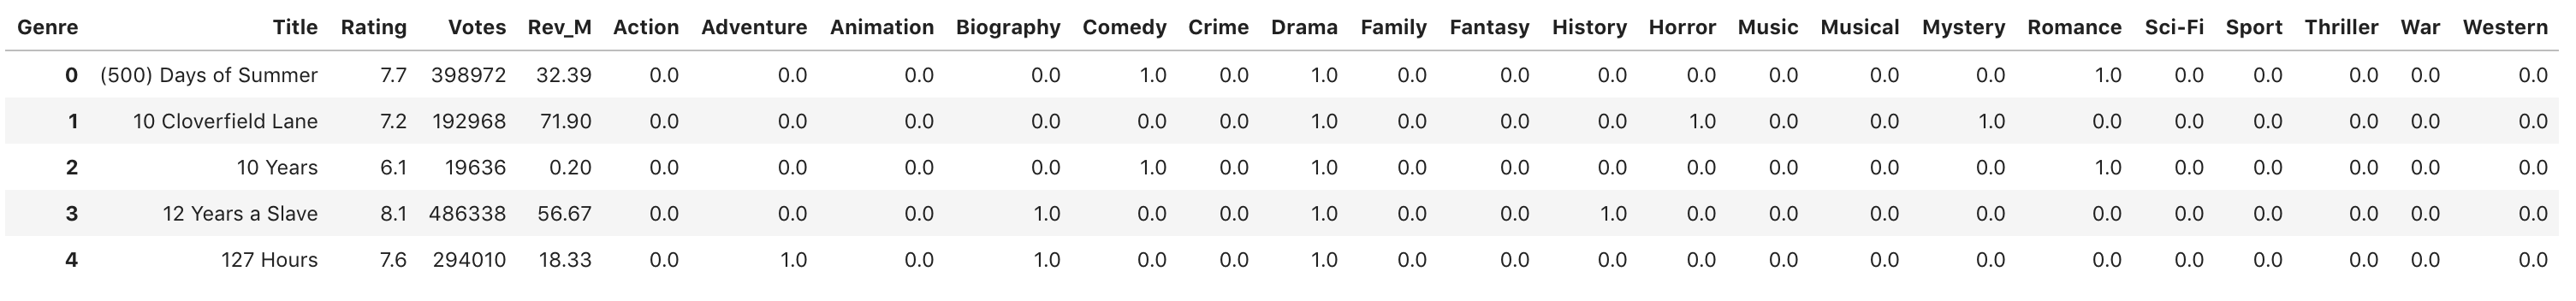 Genre Title Rating Votes Rev_M Action Adventure Animation Biography Comedy Crime Drama Family Fantasy History Horror Music Musical Mystery Romance Sci-Fi Sport Thriller War Western
0 (500) Days of Summer 7.7 398972 32.39 0.0 0.0 0.0 0.0 1.0 0.0 1.0 0.0 0.0 0.0 0.0 0.0 0.0 0.0 1.0 0.0 0.0 0.0 0.0 0.0
1 10 Cloverfield Lane 7.2 192968 71.90 0.0 0.0 0.0 0.0 0.0 0.0 1.0 0.0 0.0 0.0 1.0 0.0 0.0 1.0 0.0 0.0 0.0 0.0 0.0 0.0
2 10 Years 6.1 19636 0.20 0.0 0.0 0.0 0.0 1.0 0.0 1.0 0.0 0.0 0.0 0.0 0.0 0.0 0.0 1.0 0.0 0.0 0.0 0.0 0.0
3 12 Years a Slave 8.1 486338 56.67 0.0 0.0 0.0 1.0 0.0 0.0 1.0 0.0 0.0 1.0 0.0 0.0 0.0 0.0 0.0 0.0 0.0 0.0 0.0 0.0
4 127 Hours 7.6 294010 18.33 0.0 1.0 0.0 1.0 0.0 0.0 1.0 0.0 0.0 0.0 0.0 0.0 0.0 0.0 0.0 0.0 0.0 0.0 0.0 0.0